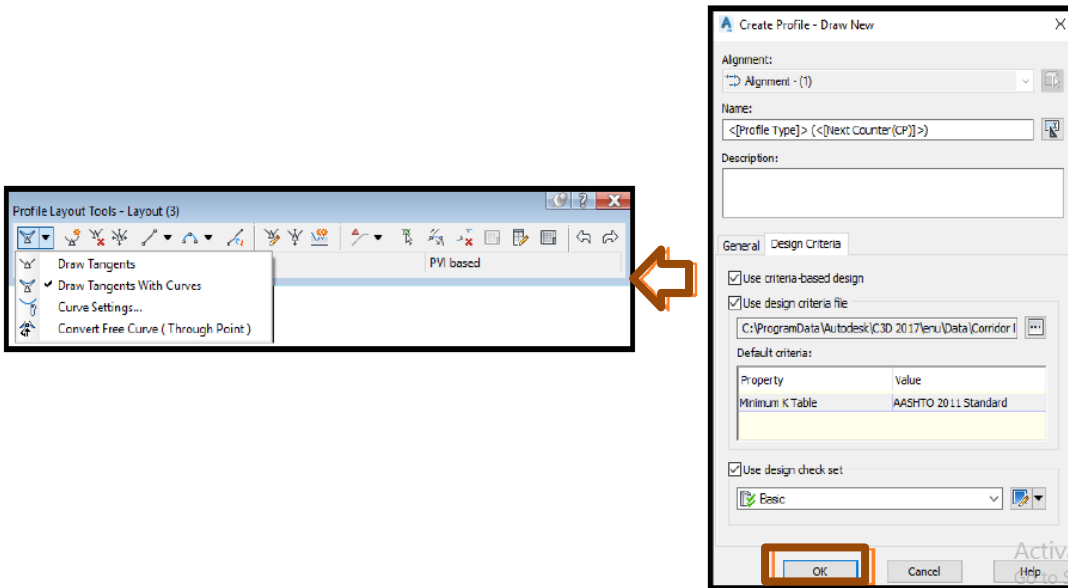 Create Profile - Draw New
Alignment:
Alignment - (1)
Name:
<[Profile Type]> (<[Next Counter(CP)]>)
Description:
General Design Criteria
Use criteria-based design
Use design criteria file
C:\ProgramData\Autodesk\C3D 2017\enu\Data\Corridor
Default criteria:
Property Value
Minimum K Table AASHTO 2011 Standard
Use design check set
Basic
OK Cancel Help
Activa
Go to S
Profile Layout Tools - Layout (3)
Draw Tangents
PVI based
Draw Tangents With Curves
Curve Settings...
Convert Free Curve ( Through Point )